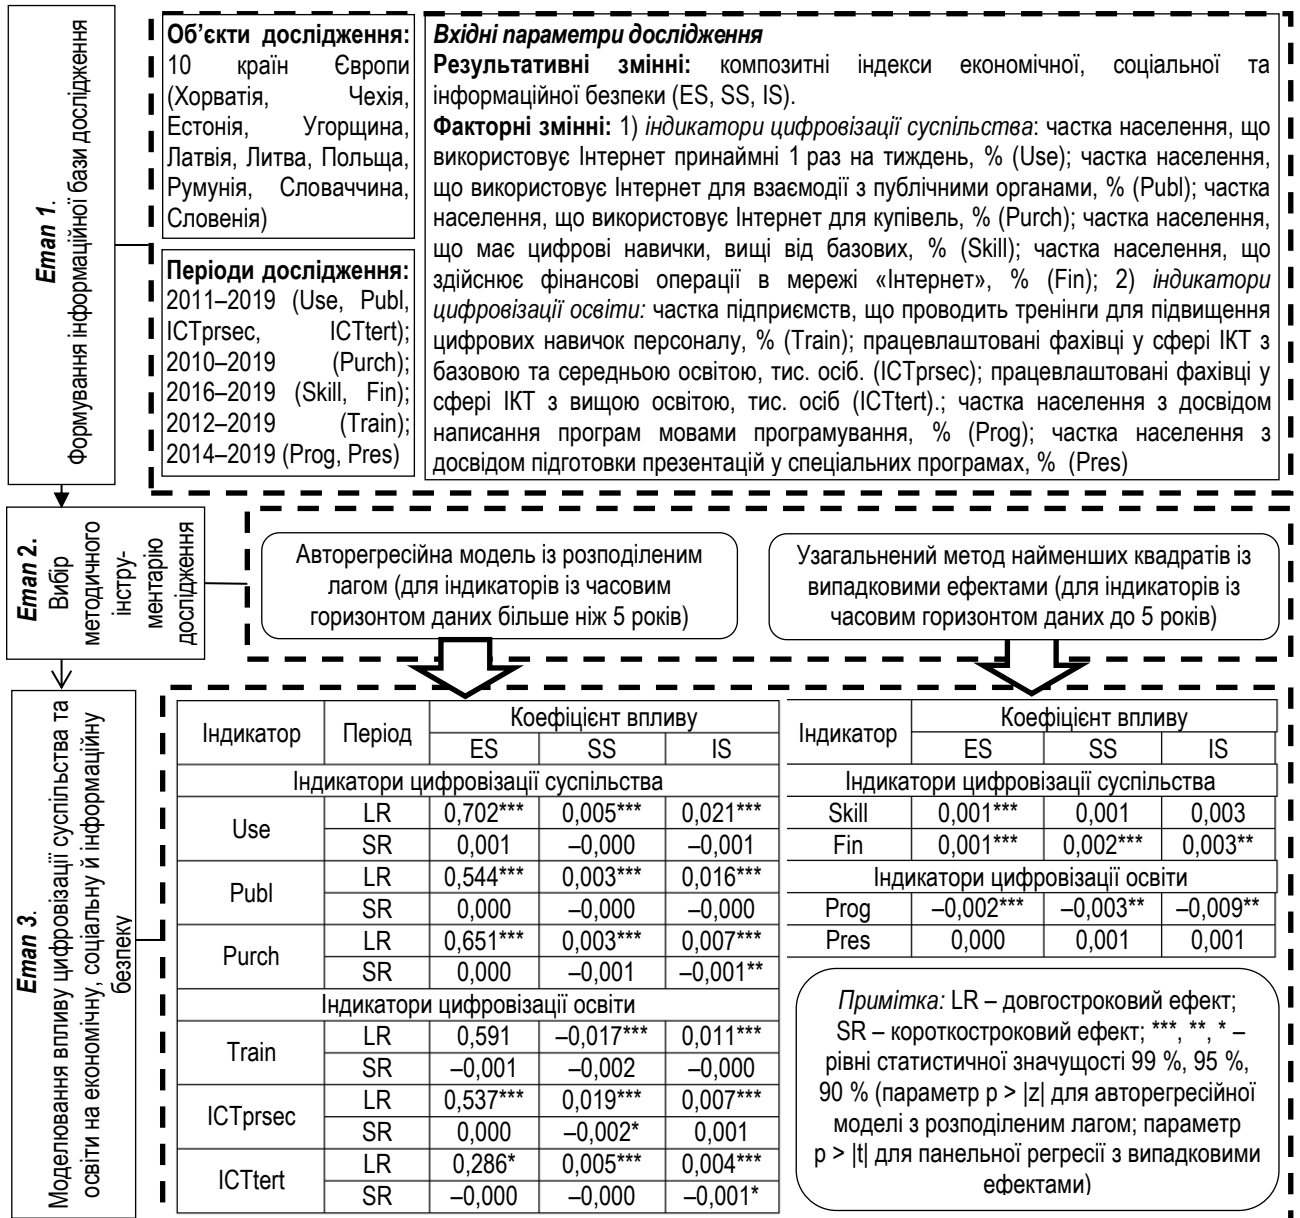 Етап 1.
Формування інформаційної бази дослідження
Об’єкти дослідження:
10 країн Європи
(Хорватія, Чехія,
Естонія, Угорщина,
Латвія, Литва, Польща,
Румунія, Словаччина,
Словенія)
Періоди дослідження:
2011–2019 (Use, Publ,
ICTprsec, ICTtert);
2010–2019 (Purch);
2016–2019 (Skill, Fin);
2012–2019 (Train);
2014–2019 (Prog, Pres)
Вхідні параметри дослідження
Результативні змінні: композитні індекси економічної, соціальної та
інформаційної безпеки (ES, SS, IS).
Факторні змінні: 1) індикатори цифровізації суспільства: частка населення, що
використовує Інтернет принаймні 1 раз на тиждень, % (Use); частка населення,
що використовує Інтернет для взаємодії з публічними органами, % (Publ); частка
населення, що використовує Інтернет для купівель, % (Purch); частка населення,
що має цифрові навички, вищі від базових, % (Skill); частка населення, що
здійснює фінансові операції в мережі «Інтернет», % (Fin); 2) індикатори
цифровізації освіти: частка підприємств, що проводить тренінги для підвищення
цифрових навичок персоналу, % (Train); працевлаштовані фахівці у сфері ІКТ з
базовою та середньою освітою, тис. осіб. (ICTprsec); працевлаштовані фахівці у
сфері ІКТ з вищою освітою, тис. осіб (ICTtert).; частка населення з досвідом
написання програм мовами програмування, % (Prog); частка населення з
досвідом підготовки презентацій у спеціальних програмах, % (Pres)
Етап 2.
Вибір
методичного
інстру-
ментарію
дослідження
Авторегресійна модель із розподіленим
лагом (для індикаторів із часовим
горизонтом даних більше ніж 5 років)
Узагальнений метод найменших квадратів із
випадковими ефектами (для індикаторів із
часовим горизонтом даних до 5 років)
Етап 3.
Моделювання впливу цифровізації суспільства та
освіти на економічну, соціальну й інформаційну
безпеку
Індикатор Період Коефіцієнт впливу
ES SS IS
Індикатори цифровізації суспільства
Use LR 0,702*** 0,005*** 0,021***
SR 0,001 –0,000 –0,001
Publ LR 0,544*** 0,003*** 0,016***
SR 0,000 –0,000 –0,000
Purch LR 0,651*** 0,003*** 0,007***
SR 0,000 –0,001 –0,001**
Індикатори цифровізації освіти
Train LR 0,591 –0,017*** 0,011***
SR –0,001 –0,002 –0,000
ICTprsec LR 0,537*** 0,019*** 0,007***
SR 0,000 –0,002* 0,001
ICTtert LR 0,286* 0,005*** 0,004***
SR –0,000 –0,000 –0,001*
Індикатор Коефіцієнт впливу
ES SS IS
Індикатори цифровізації суспільства
Skill 0,001*** 0,001 0,003
Fin 0,001*** 0,002*** 0,003**
Індикатори цифровізації освіти
Prog –0,002*** –0,003** –0,009**
Pres 0,000 0,001 0,001
Примітка: LR – довгостроковий ефект;
SR – короткостроковий ефект; ***, **, * –
рівні статистичної значущості 99 %, 95 %,
90 % (параметр p > |z| для авторегресійної
моделі з розподіленим лагом; параметр
p > |t| для панельної регресії з випадковими
ефектами)